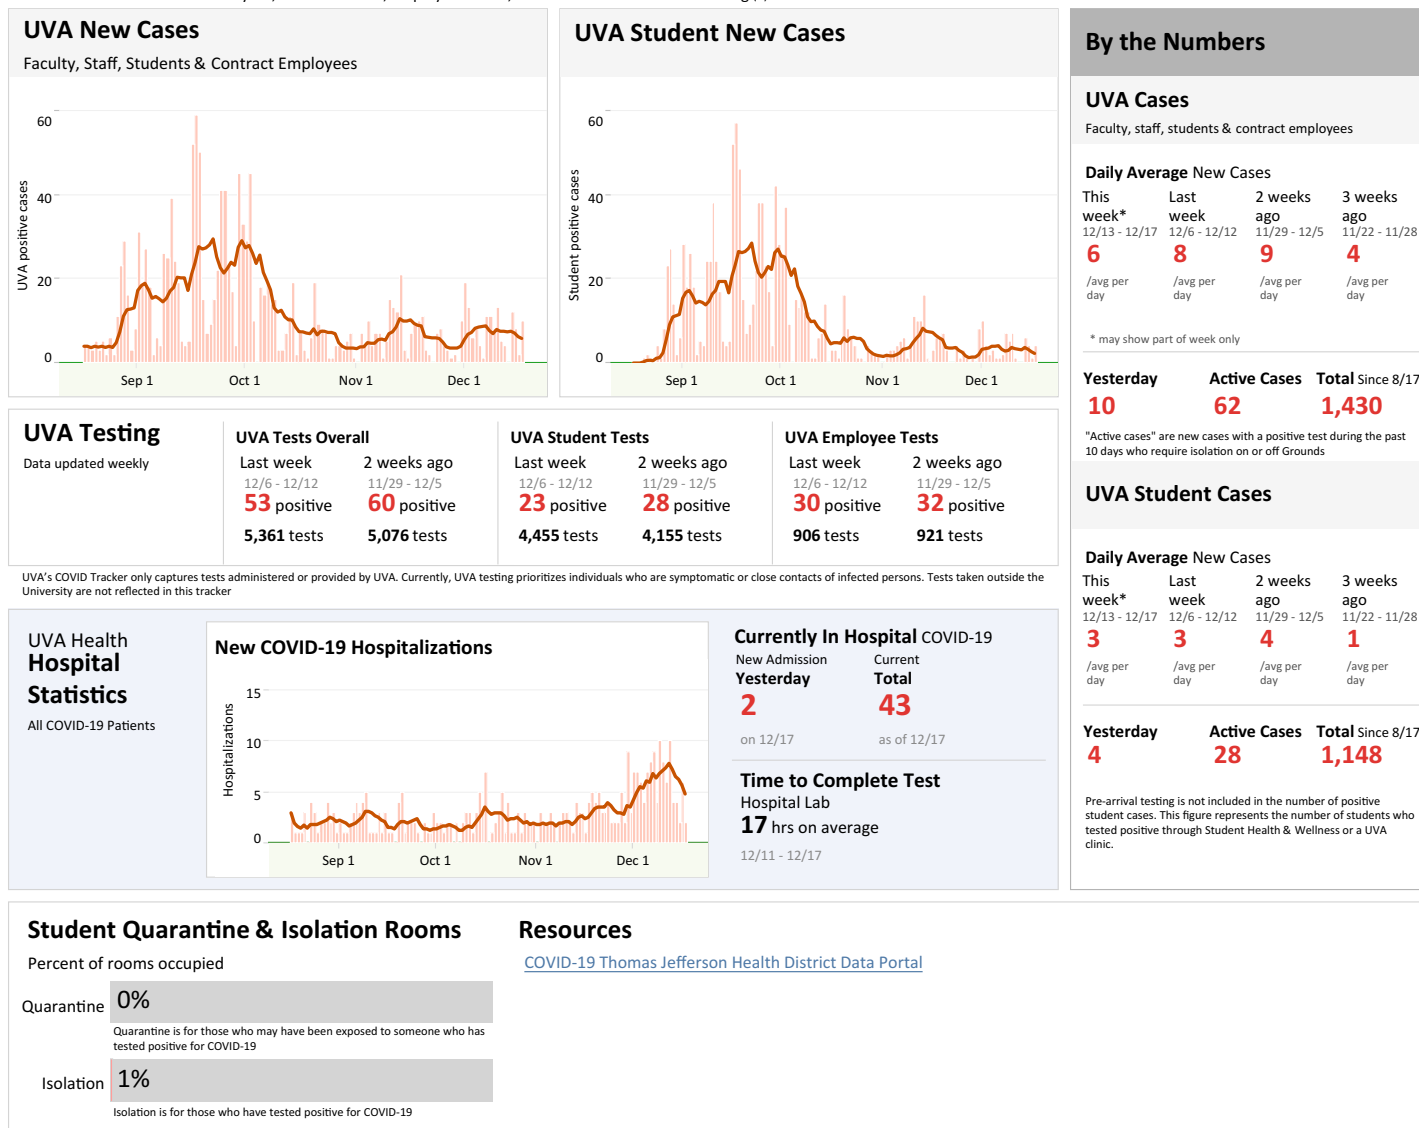 UVA New Cases
Faculty, Staff, Students & Contract Employees
60
40
20
0
UVA positive cases
Sep 1 Oct 1 Nov 1 Dec 1
UVA Student New Cases
60
40
20
0
Student positive cases
Sep 1 Oct 1 Nov 1 Dec 1
By the Numbers
UVA Cases
Faculty, staff, students & contract employees
Daily Average New Cases
This week* Last week 2 weeks ago 3 weeks ago
12/13 - 12/17 12/6 - 12/12 11/29 - 12/5 11/22 - 11/28
6 8 9 4
/avg per day /avg per day /avg per day /avg per day
* may show part of week only
Yesterday Active Cases Total Since 8/17
10 62 1,430
"Active cases" are new cases with a positive test during the past
10 days who require isolation on or off Grounds
UVA Student Cases
Daily Average New Cases
This week* Last week 2 weeks ago 3 weeks ago
12/13 - 12/17 12/6 - 12/12 11/29 - 12/5 11/22 - 11/28
3 3 4 1
/avg per day /avg per day /avg per day /avg per day
Yesterday Active Cases Total Since 8/17
4 28 1,148
Pre-arrival testing is not included in the number of positive
student cases. This figure represents the number of students who
tested positive through Student Health & Wellness or a UVA
clinic.
UVA Testing
Data updated weekly
UVA Tests Overall
Last week 2 weeks ago
12/6 - 12/12 11/29 - 12/5
53 positive 60 positive
5,361 tests 5,076 tests
UVA Student Tests
Last week 2 weeks ago
12/6 - 12/12 11/29 - 12/5
23 positive 28 positive
4,455 tests 4,155 tests
UVA Employee Tests
Last week 2 weeks ago
12/6 - 12/12 11/29 - 12/5
30 positive 32 positive
906 tests 921 tests
UVA's COVID Tracker only captures tests administered or provided by UVA. Currently, UVA testing prioritizes individuals who are symptomatic or close contacts of infected persons. Tests taken outside the
University are not reflected in this tracker
UVA Health
Hospital
Statistics
All COVID-19 Patients
New COVID-19 Hospitalizations
15
10
5
0
Hospitalizations
Sep 1 Oct 1 Nov 1 Dec 1
Currently In Hospital COVID-19
New Admission Current
Yesterday Total
2 43
on 12/17 as of 12/17
Time to Complete Test
Hospital Lab
17 hrs on average
12/11 - 12/17
Student Quarantine & Isolation Rooms
Percent of rooms occupied
Quarantine 0%
Quarantine is for those who may have been exposed to someone who has
tested positive for COVID-19
Isolation 1%
Isolation is for those who have tested positive for COVID-19
Resources
COVID-19 Thomas Jefferson Health District Data Portal